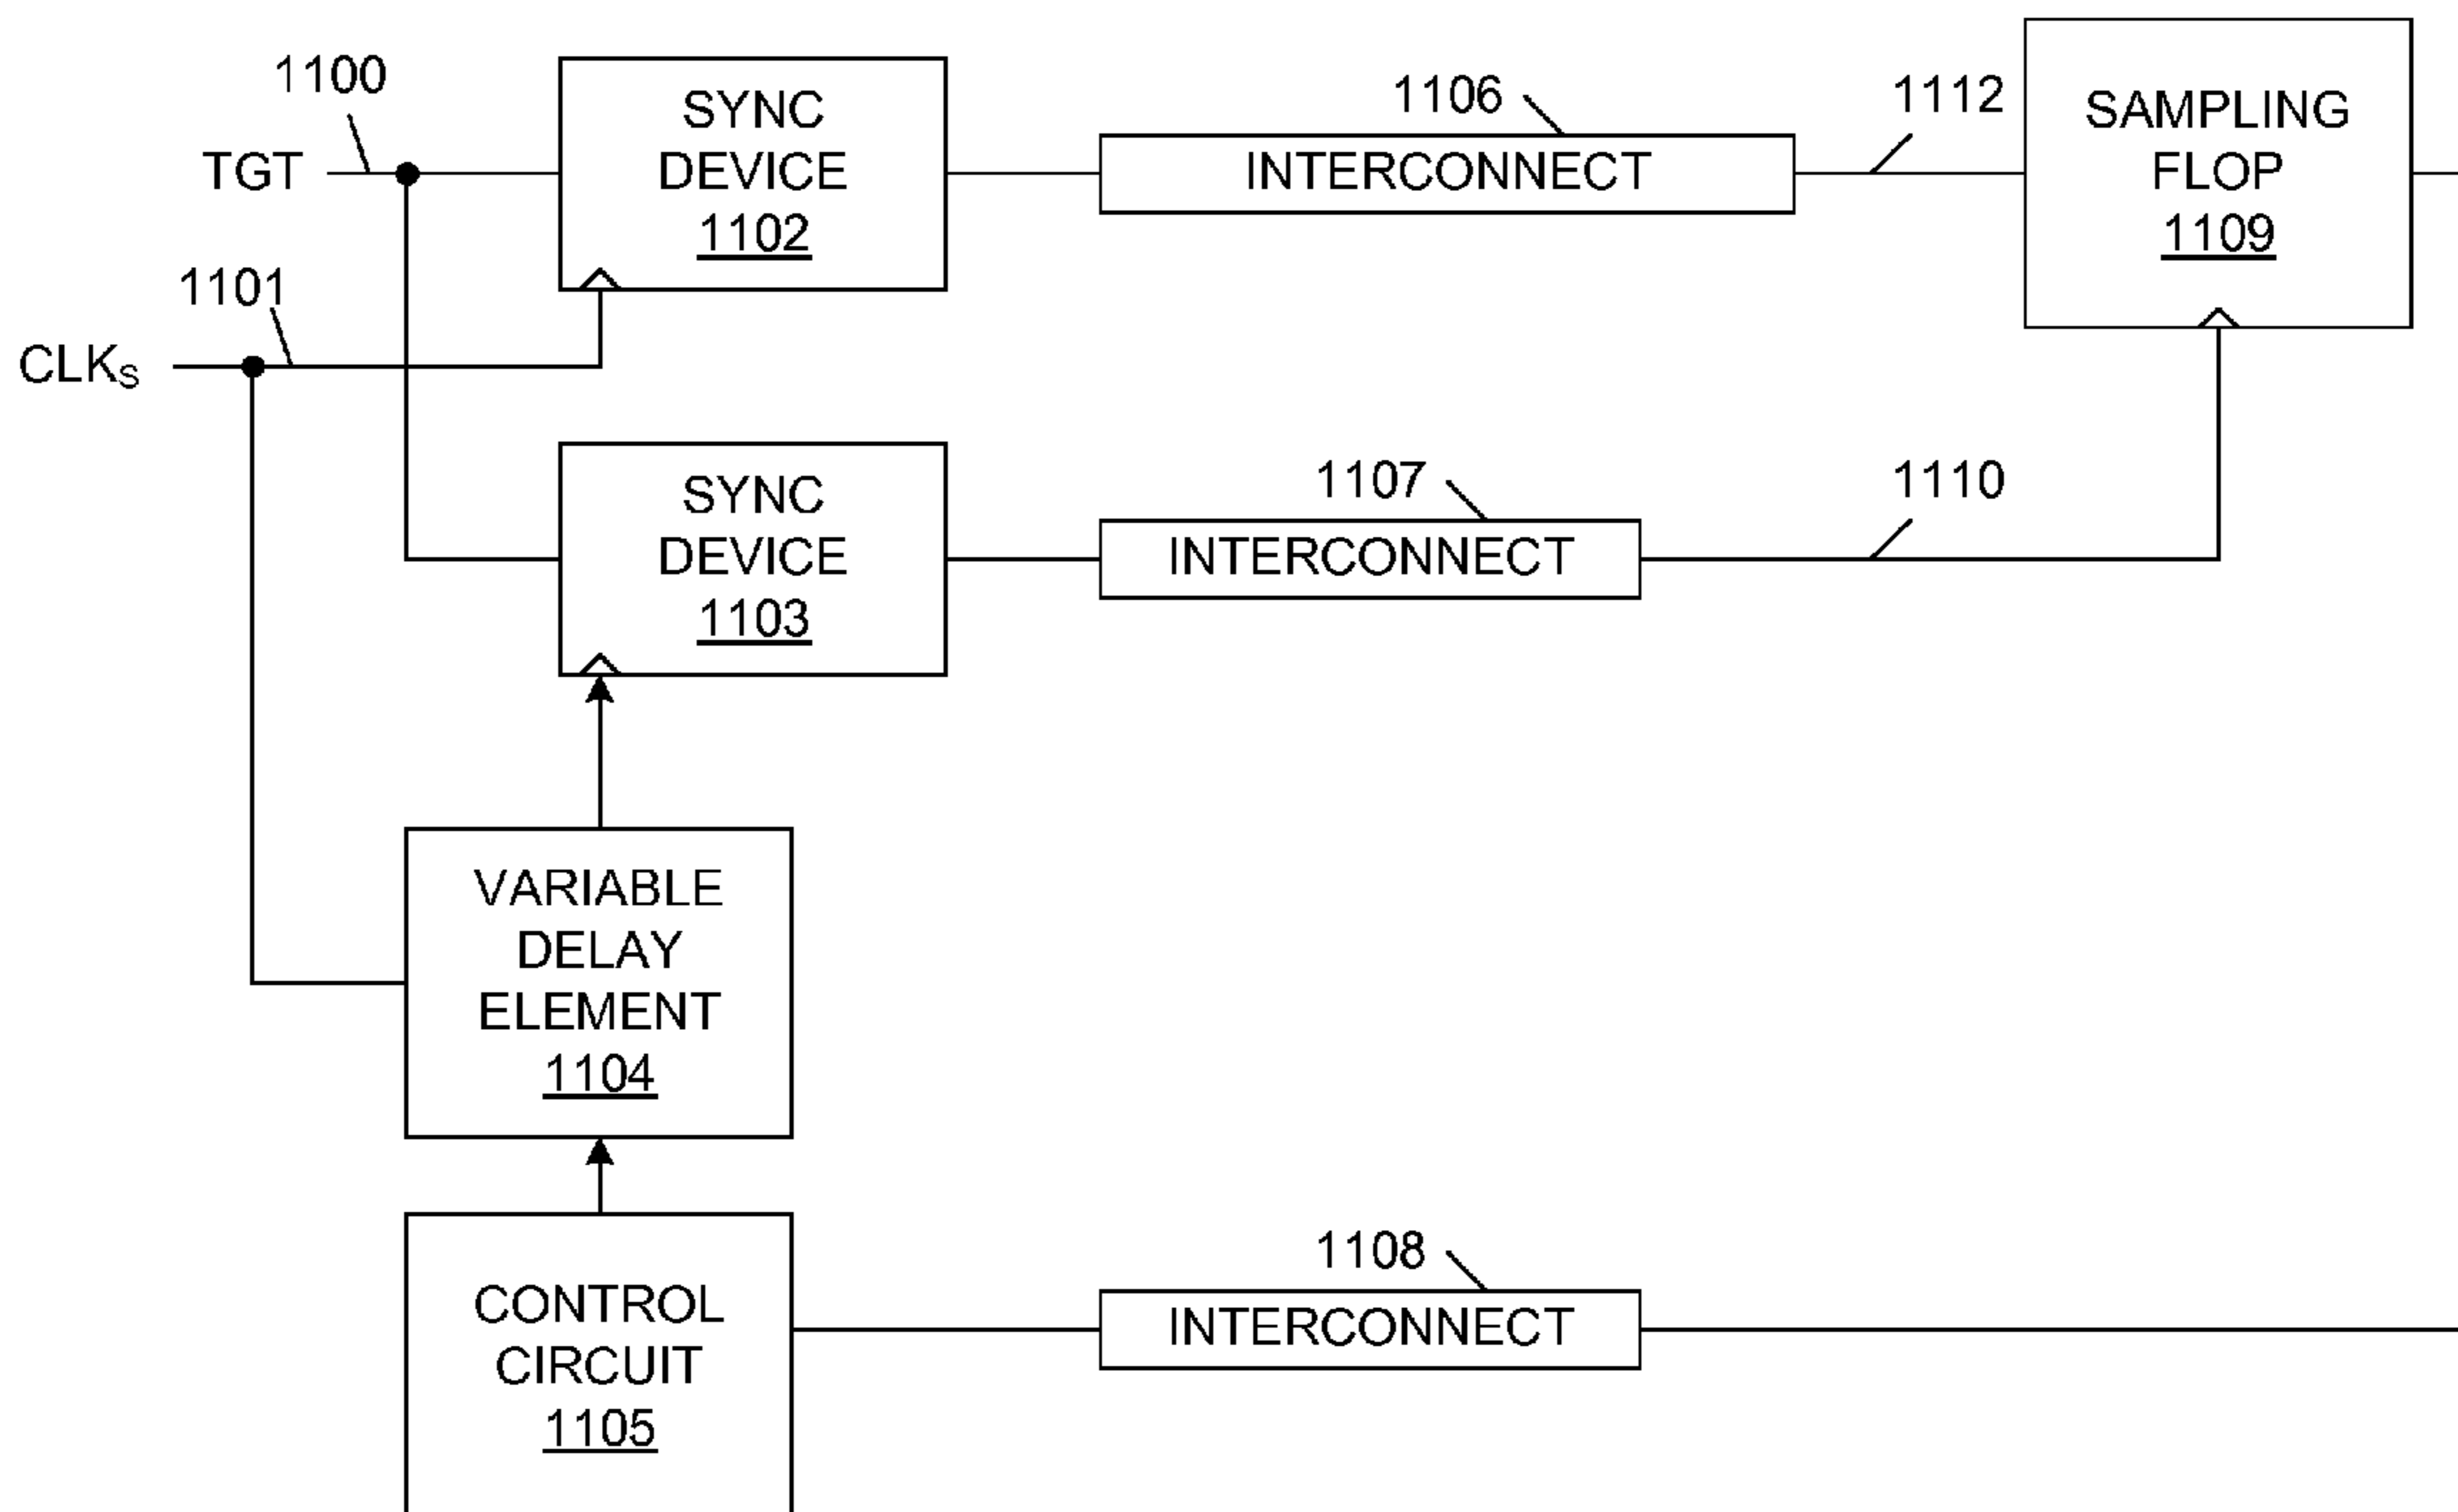 1100
TGT
SYNC
DEVICE
1102
1106
INTERCONNECT
1112
SAMPLING
FLOP
1109
1101
CLKS
SYNC
DEVICE
1103
1107
INTERCONNECT
1110
VARIABLE
DELAY
ELEMENT
1104
CONTROL
CIRCUIT
1105
1108
INTERCONNECT